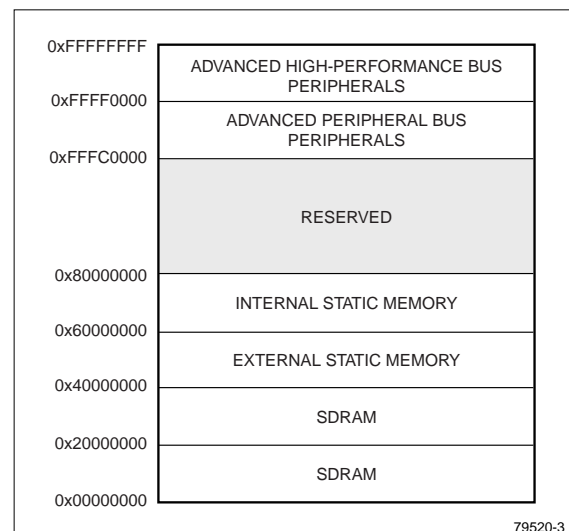 0xFFFFFFFF
ADVANCED HIGH-PERFORMANCE BUS
PERIPHERALS
0xFFFF0000
ADVANCED PERIPHERAL BUS
PERIPHERALS
0xFFFC0000
RESERVED
0x80000000
INTERNAL STATIC MEMORY
0x60000000
EXTERNAL STATIC MEMORY
0x40000000
SDRAM
0x20000000
SDRAM
0x00000000
79520-3